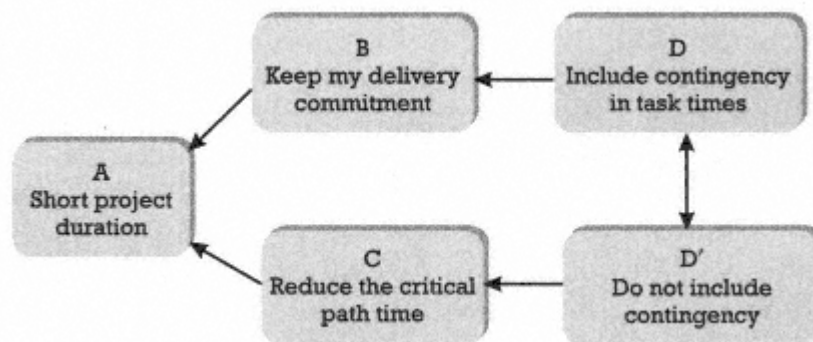 B
Keep my delivery
commitment
D
Include contingency
in task times
A
Short project
duration
C
Reduce the critical
path time
D′
Do not include
contingency